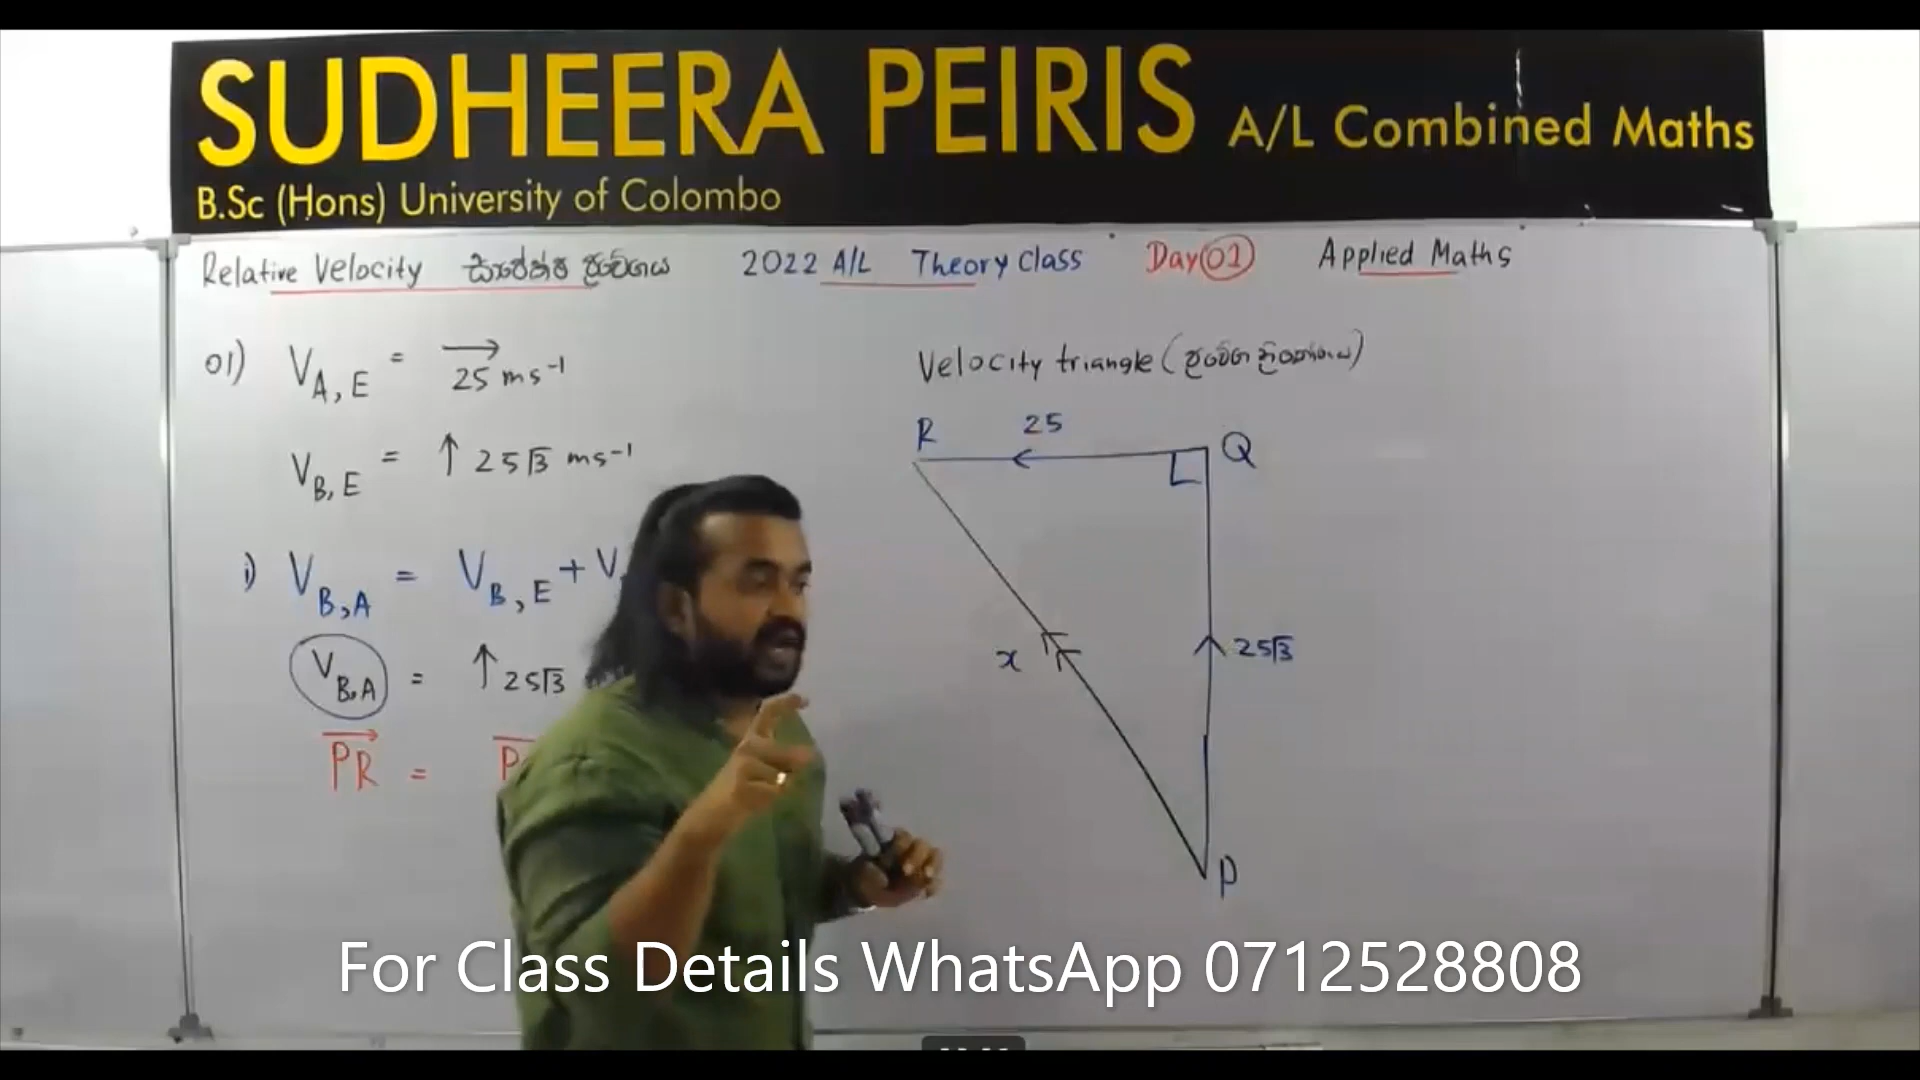 SUDHEERA PEIRIS A/L Combined Maths
B.Sc (Hons) University of Colombo
Relative Velocity සාපේක්ෂ ප්‍රවේගය 2022 A/L Theory class Day 01 Applied Maths
01) V_A,E = → 25 ms⁻¹
V_B,E = ↑ 25√3 ms⁻¹
i) V_B,A = V_B,E + V
V_B,A = ↑ 25√3
PR =
Velocity triangle (ප්‍රවේග ත්‍රිකෝණය)
R 25 Q
x 25√3
P
For Class Details WhatsApp 0712528808